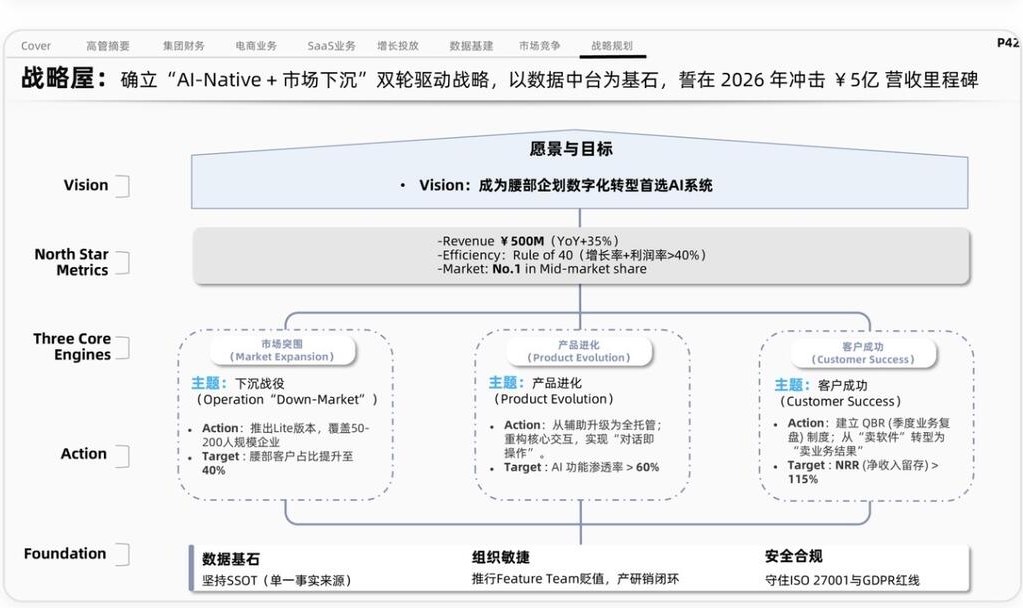 Cover 高管摘要 集团财务 电商业务 SaaS业务 增长投放 数据基建 市场竞争 战略规划 P42
战略屋：确立“AI-Native + 市场下沉”双轮驱动战略，以数据中台为基石，誓在 2026 年冲击 ￥5亿 营收里程碑
愿景与目标
Vision
• Vision：成为腰部企划数字化转型首选AI系统
North Star
Metrics
-Revenue ￥500M（YoY+35%）
-Efficiency：Rule of 40（增长率+利润率>40%）
-Market: No.1 in Mid-market share
Three Core
Engines
市场突围
（Market Expansion）
主题：下沉战役
（Operation“Down-Market”）
• Action：推出Lite版本，覆盖50-
200人规模企业
• Target：腰部客户占比提升至
40%
产品进化
（Product Evolution）
主题：产品进化
（Product Evolution）
• Action：从辅助升级为全托管；
重构核心交互，实现“对话即
操作”。
• Target：AI 功能渗透率 > 60%
客户成功
（Customer Success）
主题：客户成功
（Customer Success）
• Action：建立 QBR (季度业务复
盘) 制度；从“卖软件”转型为
“卖业务结果”
• Target：NRR (净收入留存) >
115%
Action
Foundation
数据基石
坚持SSOT（单一事实来源）
组织敏捷
推行Feature Team贬值，产研销闭环
安全合规
守住ISO 27001与GDPR红线